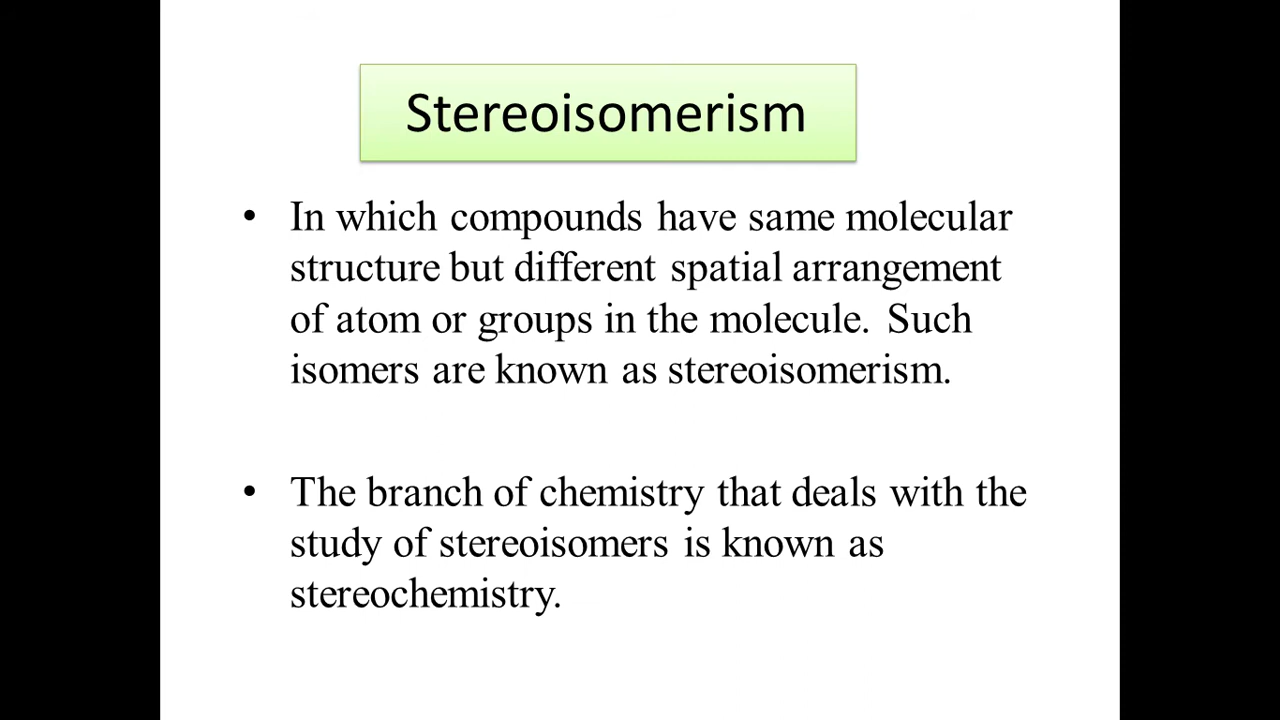 Stereoisomerism
• In which compounds have same molecular
structure but different spatial arrangement
of atom or groups in the molecule. Such
isomers are known as stereoisomerism.
• The branch of chemistry that deals with the
study of stereoisomers is known as
stereochemistry.